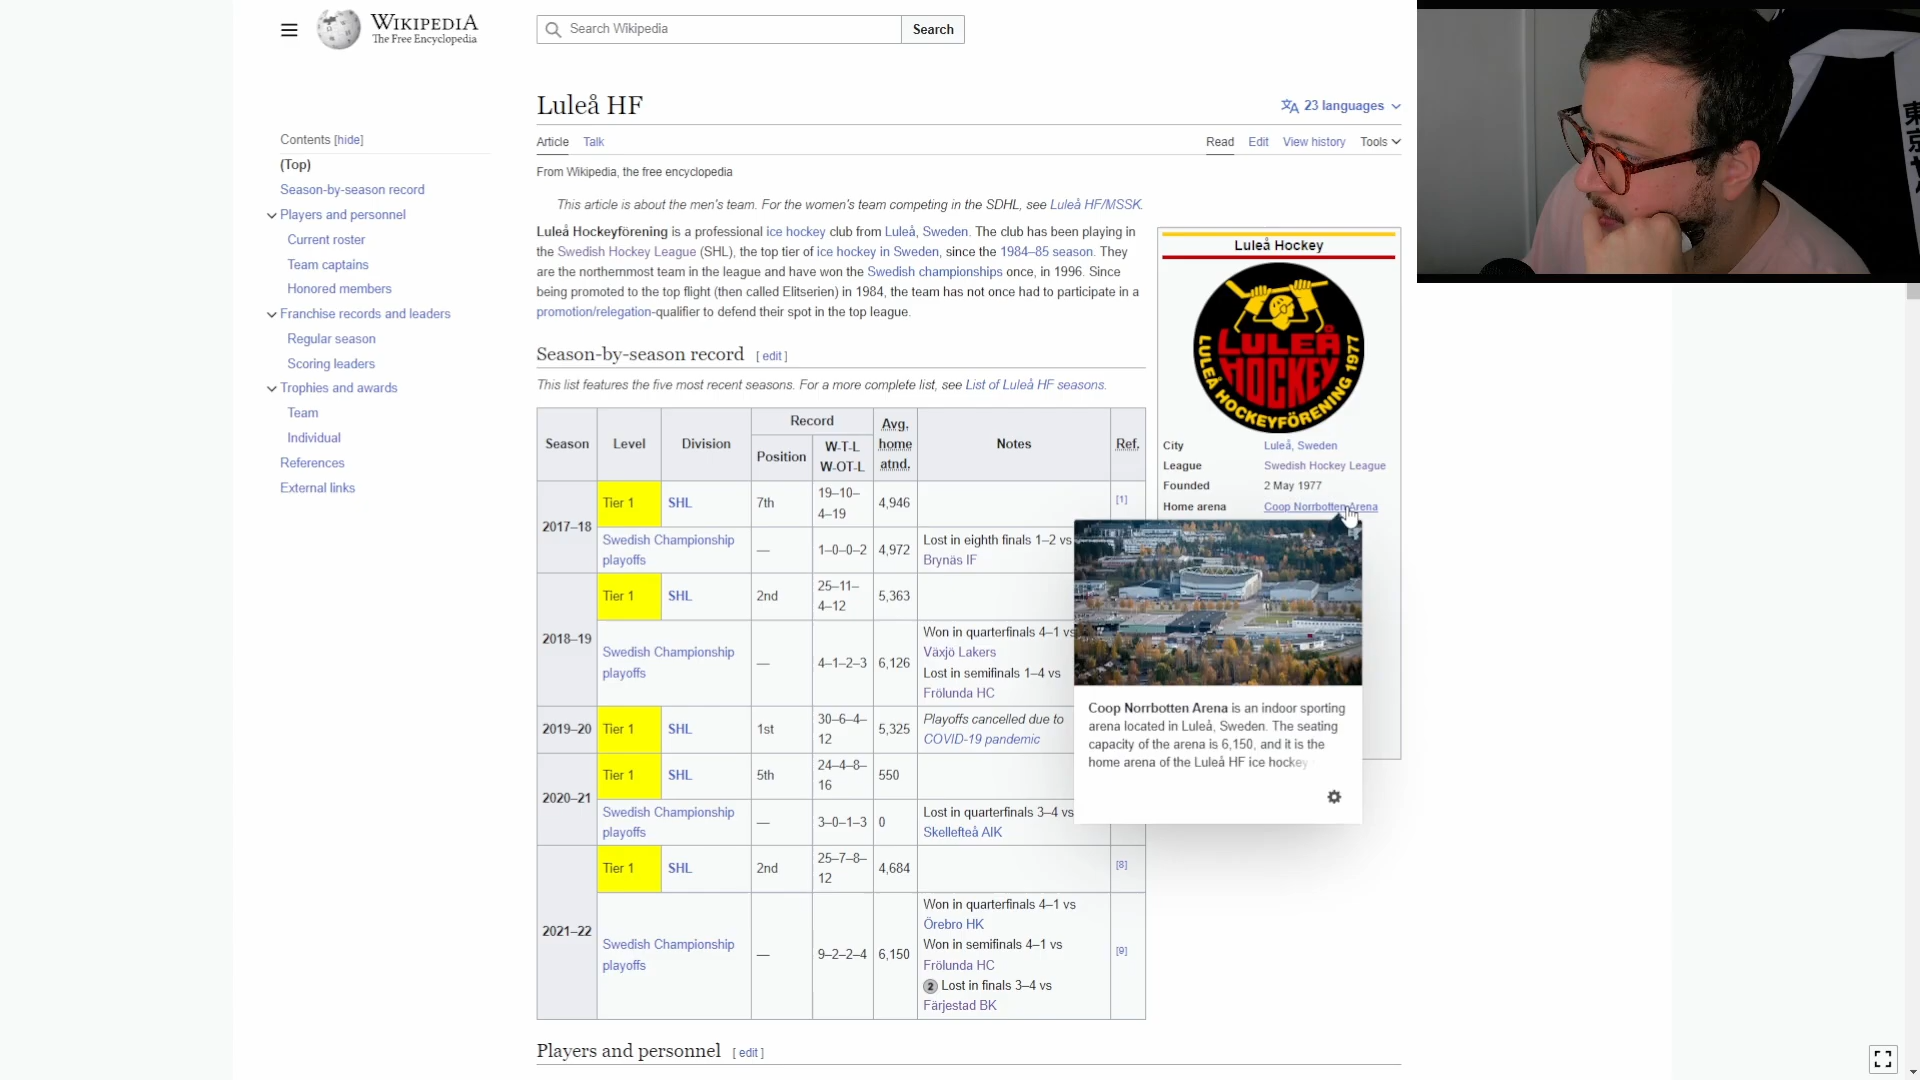 WIKIPEDIA
The Free Encyclopedia
Search Wikipedia
Search
Contents [hide]
(Top)
Season-by-season record
Players and personnel
Current roster
Team captains
Honored members
Franchise records and leaders
Regular season
Scoring leaders
Trophies and awards
Team
Individual
References
External links
Luleå HF
23 languages
Article Talk
Read Edit View history Tools
From Wikipedia, the free encyclopedia
This article is about the men's team. For the women's team competing in the SDHL, see Luleå HF/MSSK.
Luleå Hockeyförening is a professional ice hockey club from Luleå, Sweden. The club has been playing in
the Swedish Hockey League (SHL), the top tier of ice hockey in Sweden, since the 1984–85 season. They
are the northernmost team in the league and have won the Swedish championships once, in 1996. Since
being promoted to the top flight (then called Elitserien) in 1984, the team has not once had to participate in a
promotion/relegation-qualifier to defend their spot in the top league.
Season-by-season record [ edit ]
This list features the five most recent seasons. For a more complete list, see List of Luleå HF seasons.
Season Level Division Record Avg. home atnd. Notes Ref.
Position W-T-L W-OT-L
2017–18 Tier 1 SHL 7th 19–10–4–19 4,946 [1]
Swedish Championship playoffs — 1–0–0–2 4,972 Lost in eighth finals 1–2 vs
Brynäs IF
2018–19 Tier 1 SHL 2nd 25–11–4–12 5,363
Swedish Championship playoffs — 4–1–2–3 6,126 Won in quarterfinals 4–1 vs
Växjö Lakers
Lost in semifinals 1–4 vs
Frölunda HC
2019–20 Tier 1 SHL 1st 30–6–4–12 5,325 Playoffs cancelled due to
COVID-19 pandemic
2020–21 Tier 1 SHL 5th 24–4–8–16 550
Swedish Championship playoffs — 3–0–1–3 0 Lost in quarterfinals 3–4 vs
Skellefteå AIK
2021–22 Tier 1 SHL 2nd 25–7–8–12 4,684 [8]
Swedish Championship playoffs — 9–2–2–4 6,150 Won in quarterfinals 4–1 vs
Örebro HK
Won in semifinals 4–1 vs
Frölunda HC
2 Lost in finals 3–4 vs
Färjestad BK
[9]
Players and personnel [ edit ]
Luleå Hockey
LULEÅ
HOCKEY
LULEÅ HOCKEYFÖRENING 1977
City Luleå, Sweden
League Swedish Hockey League
Founded 2 May 1977
Home arena Coop Norrbotten Arena
Coop Norrbotten Arena is an indoor sporting
arena located in Luleå, Sweden. The seating
capacity of the arena is 6,150, and it is the
home arena of the Luleå HF ice hockey
東
京